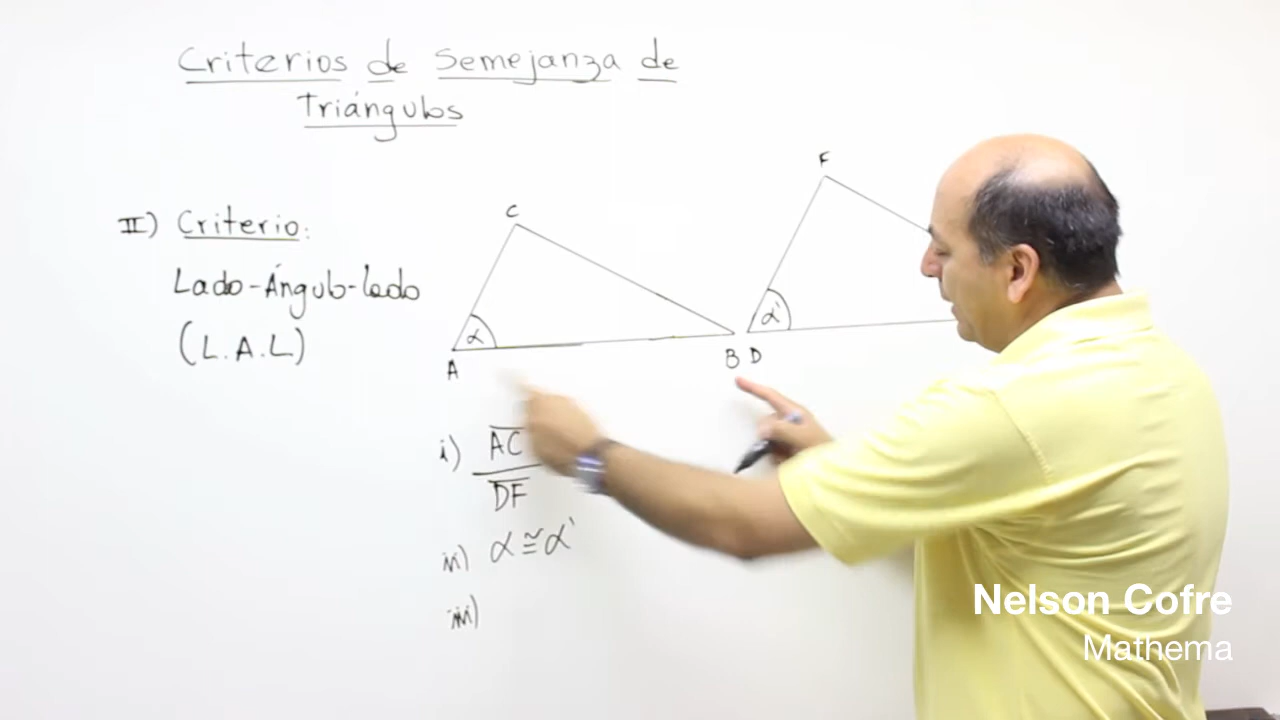 Criterios de Semejanza de
Triángulos
II) Criterio:
Lado-Ángulo-lado
(L.A.L)
C
α
A
B
F
α'
D
i) AC
DF
ii) α ≅ α'
iii)
Nelson Cofre
Mathema